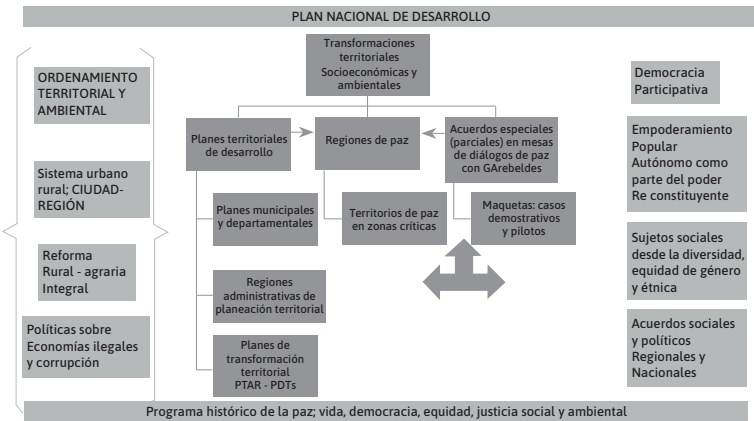 PLAN NACIONAL DE DESARROLLO
ORDENAMIENTO
TERRITORIAL Y
AMBIENTAL
Sistema urbano
rural; CIUDAD-
REGIÓN
Reforma
Rural - agraria
Integral
Políticas sobre
Economías ilegales
y corrupción
Transformaciones
territoriales
Socioeconómicas y
ambientales
Planes territoriales
de desarrollo
Regiones de paz
Acuerdos especiales
(parciales) en mesas
de diálogos de paz
con GArebeldes
Planes municipales
y departamentales
Territorios de paz
en zonas críticas
Maquetas: casos
demostrativos
y pilotos
Regiones
administrativas de
planeación territorial
Planes de
transformación
territorial
PTAR - PDTs
Democracia
Participativa
Empoderamiento
Popular
Autónomo como
parte del poder
Re constituyente
Sujetos sociales
desde la diversidad,
equidad de género
y étnica
Acuerdos sociales
y políticos
Regionales y
Nacionales
Programa histórico de la paz; vida, democracia, equidad, justicia social y ambiental